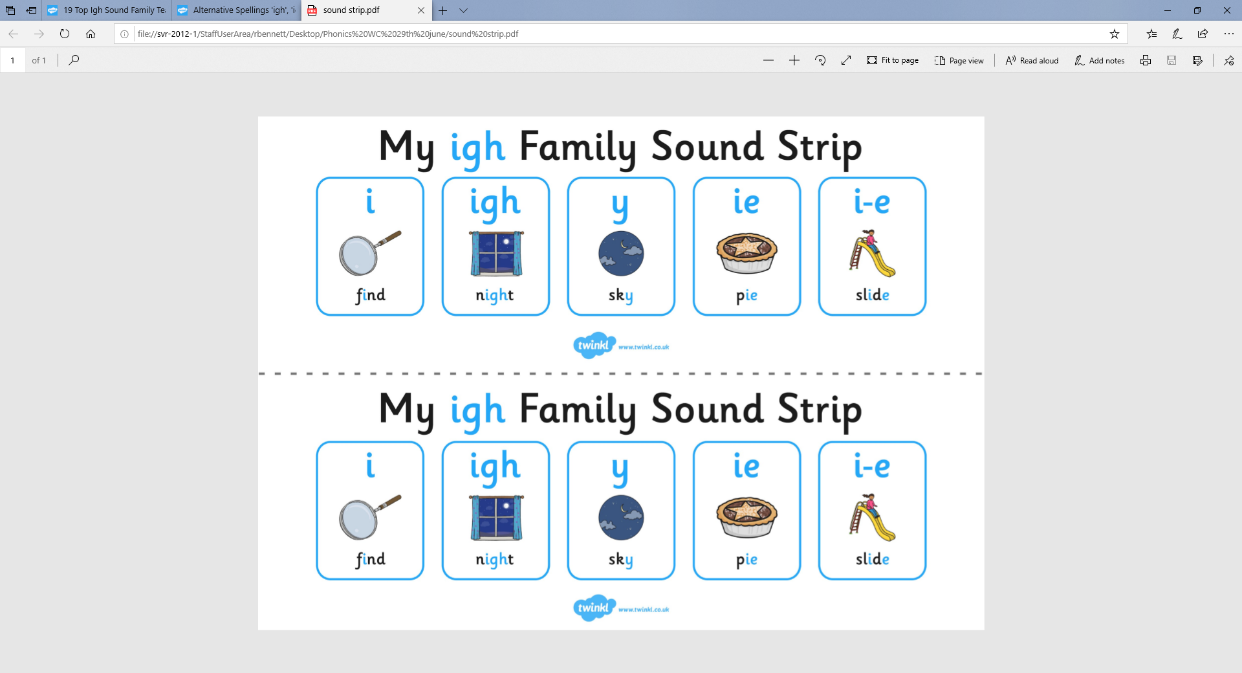 19 Top Igh Sound Family Te
Alternative Spellings 'igh', 'i
sound strip.pdf
file://svr-2012-1/StaffUserArea/rbennett/Desktop/Phonics%20WC%2029th%20june/sound%20strip.pdf
1 of 1
Fit to page
Page view
Read aloud
Add notes
My igh Family Sound Strip
i igh y ie i-e
find night sky pie slide
twinkl www.twinkl.co.uk
My igh Family Sound Strip
i igh y ie i-e
find night sky pie slide
twinkl www.twinkl.co.uk